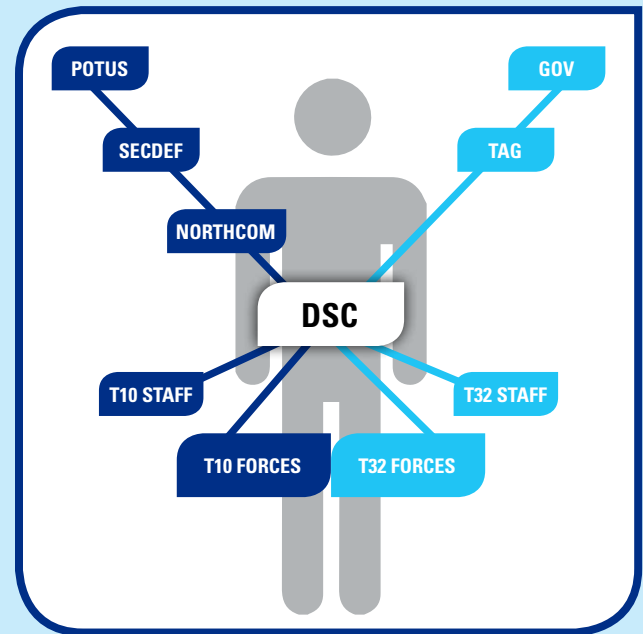 POTUS
GOV
SECDEF
TAG
NORTHCOM
DSC
T10 STAFF
T32 STAFF
T10 FORCES
T32 FORCES